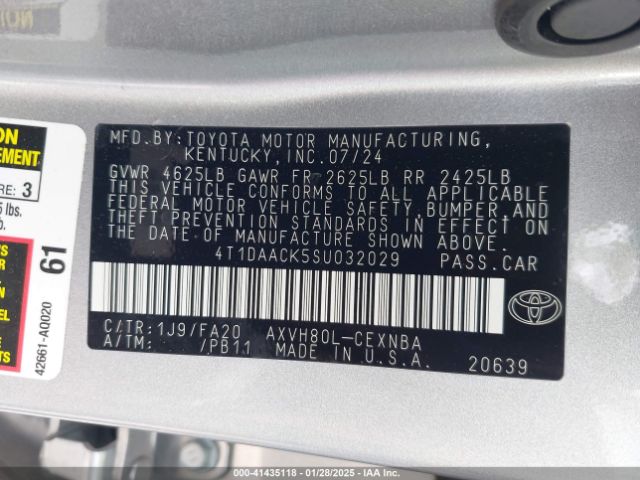 MFD.BY:TOYOTA MOTOR MANUFACTURING,
KENTUCKY, INC.07/24
GVWR 4625LB GAWR FR 2625LB RR 2425LB
THIS VEHICLE CONFORMS TO ALL APPLICABLE
FEDERAL MOTOR VEHICLE SAFETY, BUMPER, AND
THEFT PREVENTION STANDARDS IN EFFECT ON
THE DATE OF MANUFACTURE SHOWN ABOVE.
4T1DAACK5SU032029 PASS.CAR
C/TR:1J9/FA20 AXVH80L-CEXNBA
A/TM: /PB11 MADE IN U.S.A.
20639
EMENT
RE: 3
lbs.
61
42661-AQ020
© 41435118 - 01/28/2025 - IAA Inc.